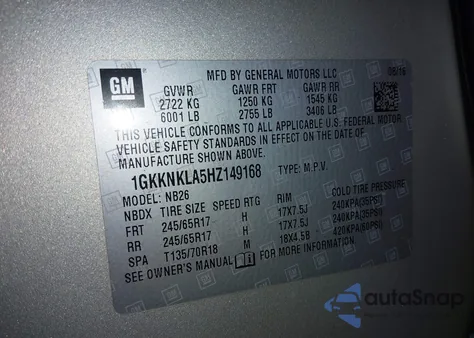 GM
MFD BY GENERAL MOTORS LLC 06/16
GVWR GAWR FRT GAWR RR
2722 KG 1250 KG 1545 KG
6001 LB 2755 LB 3406 LB
THIS VEHICLE CONFORMS TO ALL APPLICABLE U.S. FEDERAL MOTOR
VEHICLE SAFETY STANDARDS IN EFFECT ON THE DATE OF
MANUFACTURE SHOWN ABOVE.
1GKKNKLA5HZ149168 TYPE: M.P.V.
MODEL: NB26
NBDX TIRE SIZE SPEED RTG RIM COLD TIRE PRESSURE
FRT 245/65R17 H 17X7.5J 240KPA(35PSI)
RR 245/65R17 H 17X7.5J 240KPA(35PSI)
SPA T135/70R18 M 18X4.5B 420KPA(60PSI)
SEE OWNER'S MANUAL
autoSnap